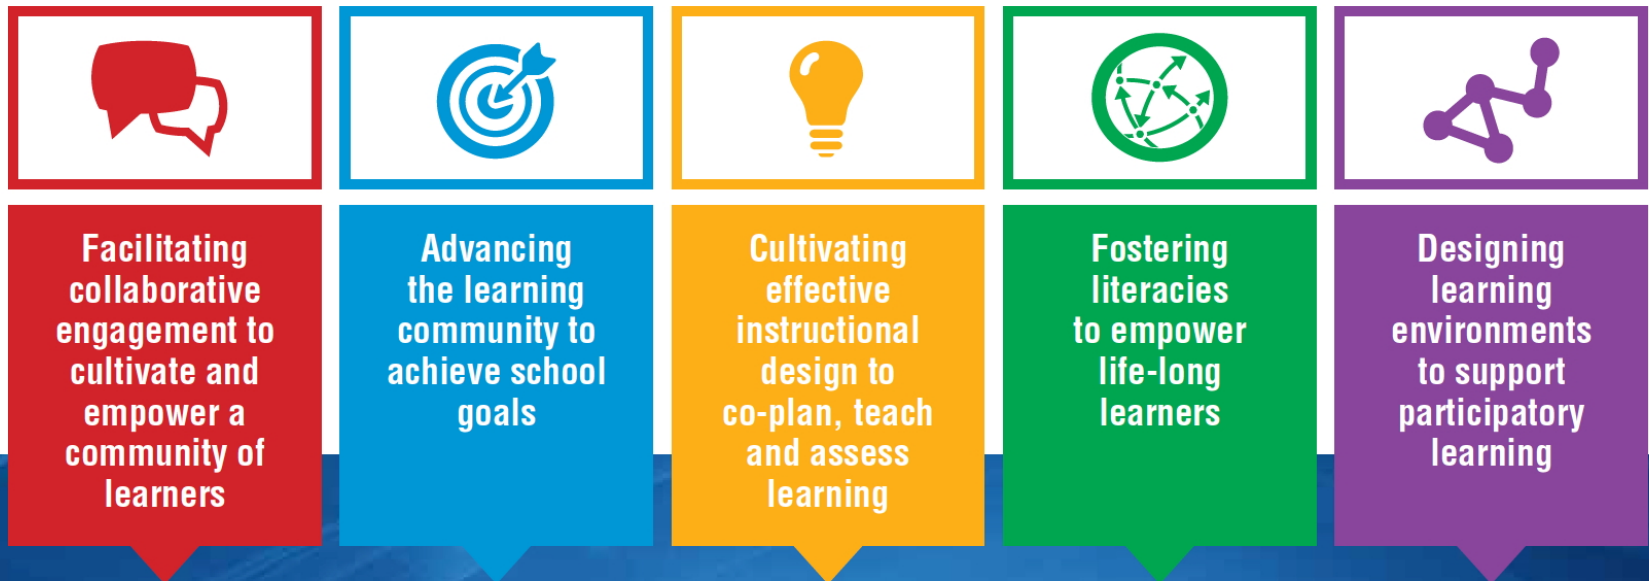 Facilitating
collaborative
engagement to
cultivate and
empower a
community of
learners
Advancing
the learning
community to
achieve school
goals
Cultivating
effective
instructional
design to
co-plan, teach
and assess
learning
Fostering
literacies
to empower
life-long
learners
Designing
learning
environments
to support
participatory
learning